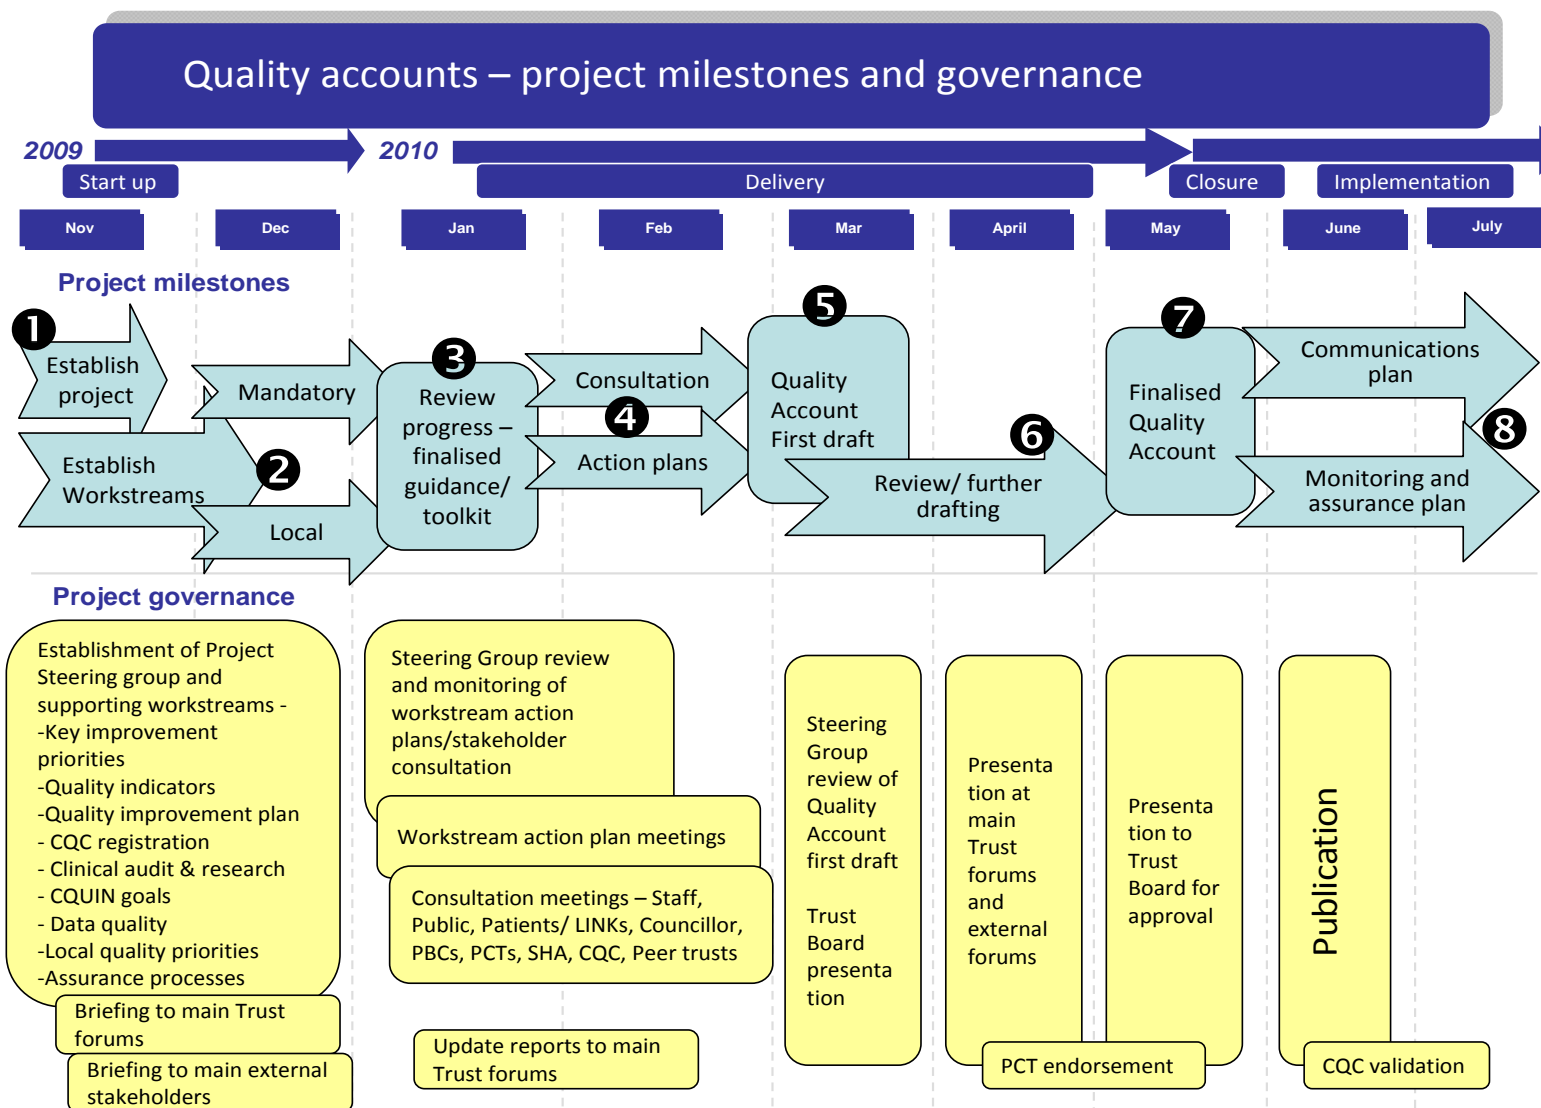 Quality accounts – project milestones and governance
2009
2010
Start up
Delivery
Closure
Implementation
Nov
Dec
Jan
Feb
Mar
April
May
June
July
Project milestones
1
Establish
project
Establish
Workstreams
2
Mandatory
Local
3
Review
progress –
finalised
guidance/
toolkit
Consultation
4
Action plans
5
Quality
Account
First draft
6
Review/ further
drafting
7
Finalised
Quality
Account
Communications
plan
8
Monitoring and
assurance plan
Project governance
Establishment of Project
Steering group and
supporting workstreams -
-Key improvement
priorities
-Quality indicators
-Quality improvement plan
- CQC registration
- Clinical audit & research
- CQUIN goals
- Data quality
-Local quality priorities
-Assurance processes
Briefing to main Trust
forums
Briefing to main external
stakeholders
Steering Group review
and monitoring of
workstream action
plans/stakeholder
consultation
Workstream action plan meetings
Consultation meetings – Staff,
Public, Patients/ LINKs, Councillor,
PBCs, PCTs, SHA, CQC, Peer trusts
Update reports to main
Trust forums
Steering
Group
review of
Quality
Account
first draft
Trust
Board
presenta
tion
Presenta
tion at
main
Trust
forums
and
external
forums
PCT endorsement
Presenta
tion to
Trust
Board for
approval
Publication
CQC validation